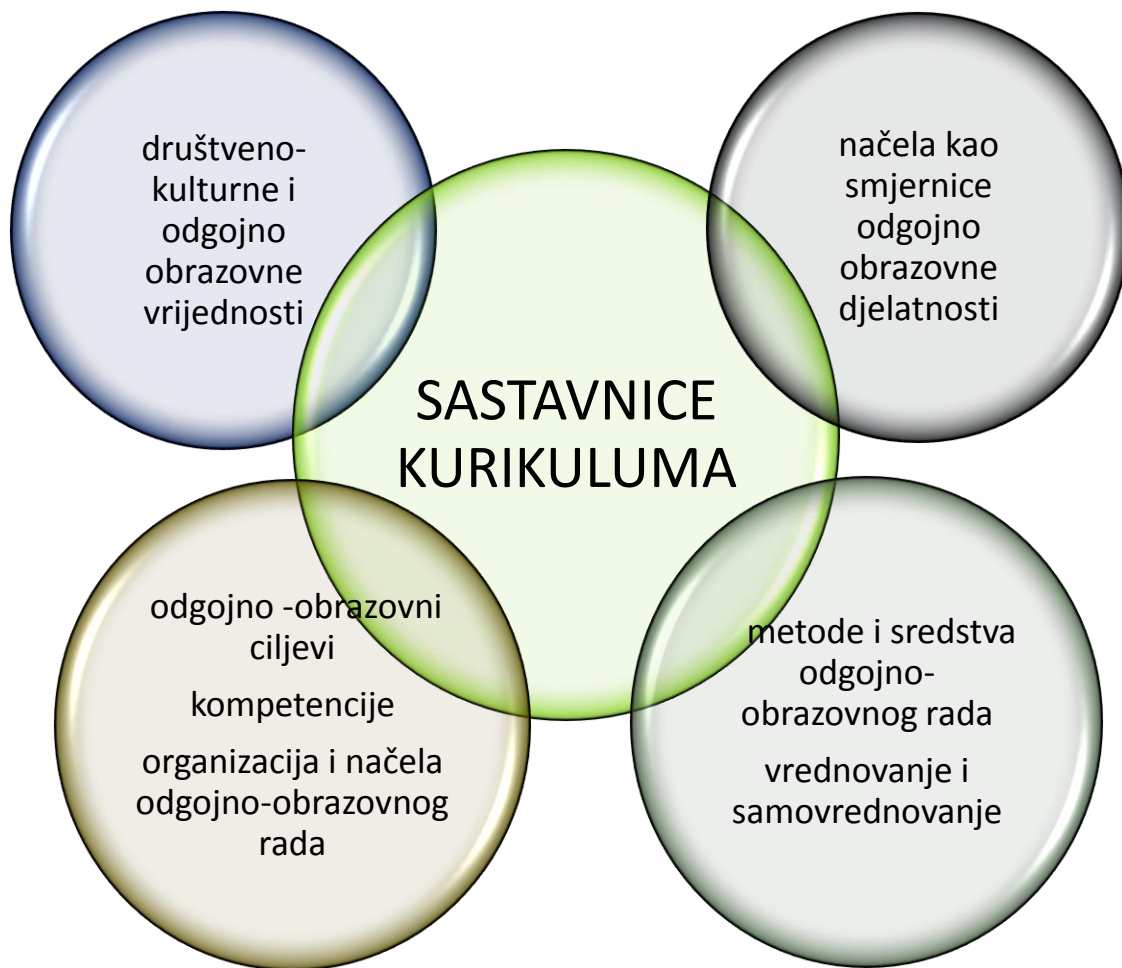 društveno-
kulturne i
odgojno
obrazovne
vrijednosti
načela kao
smjernice
odgojno
obrazovne
djelatnosti
SASTAVNICE
KURIKULUMA
odgojno -obrazovni
ciljevi
kompetencije
organizacija i načela
odgojno-obrazovnog
rada
metode i sredstva
odgojno-
obrazovnog rada
vrednovanje i
samovrednovanje